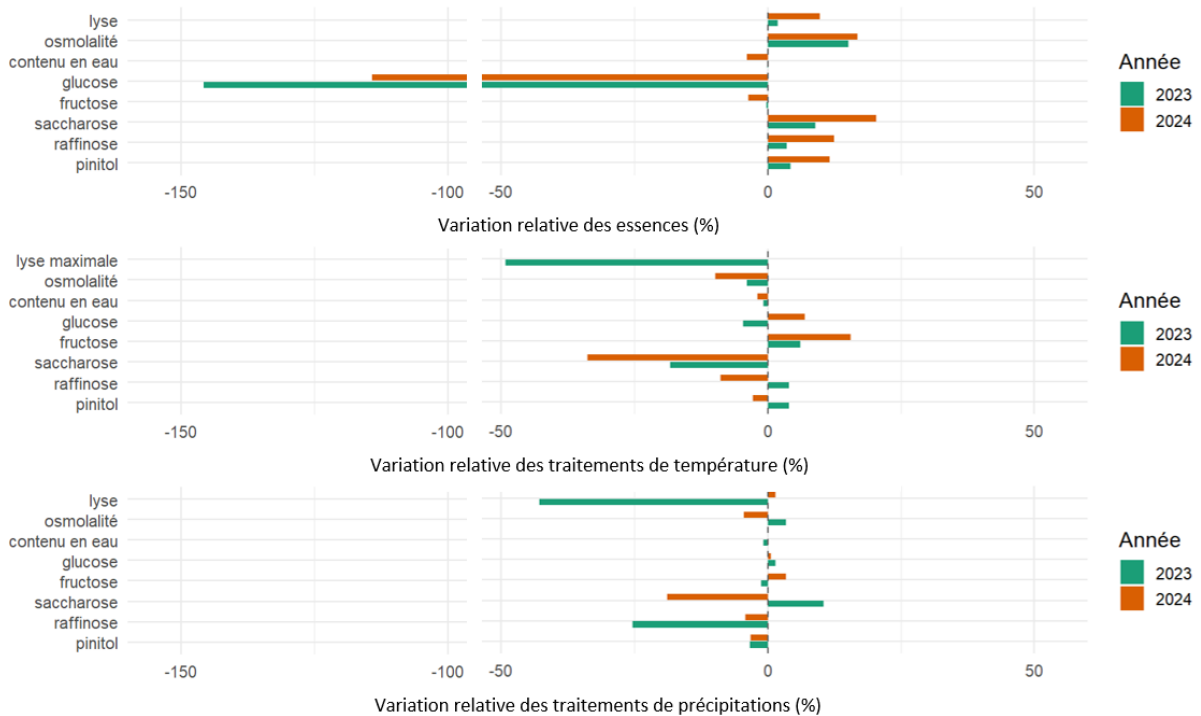 lyse
osmolalité
contenu en eau
glucose
fructose
saccharose
raffinose
pinitol
-150 -100 -50 0 50
Variation relative des essences (%)
Année
2023
2024
lyse maximale
osmolalité
contenu en eau
glucose
fructose
saccharose
raffinose
pinitol
-150 -100 -50 0 50
Variation relative des traitements de température (%)
Année
2023
2024
lyse
osmolalité
contenu en eau
glucose
fructose
saccharose
raffinose
pinitol
-150 -100 -50 0 50
Variation relative des traitements de précipitations (%)
Année
2023
2024